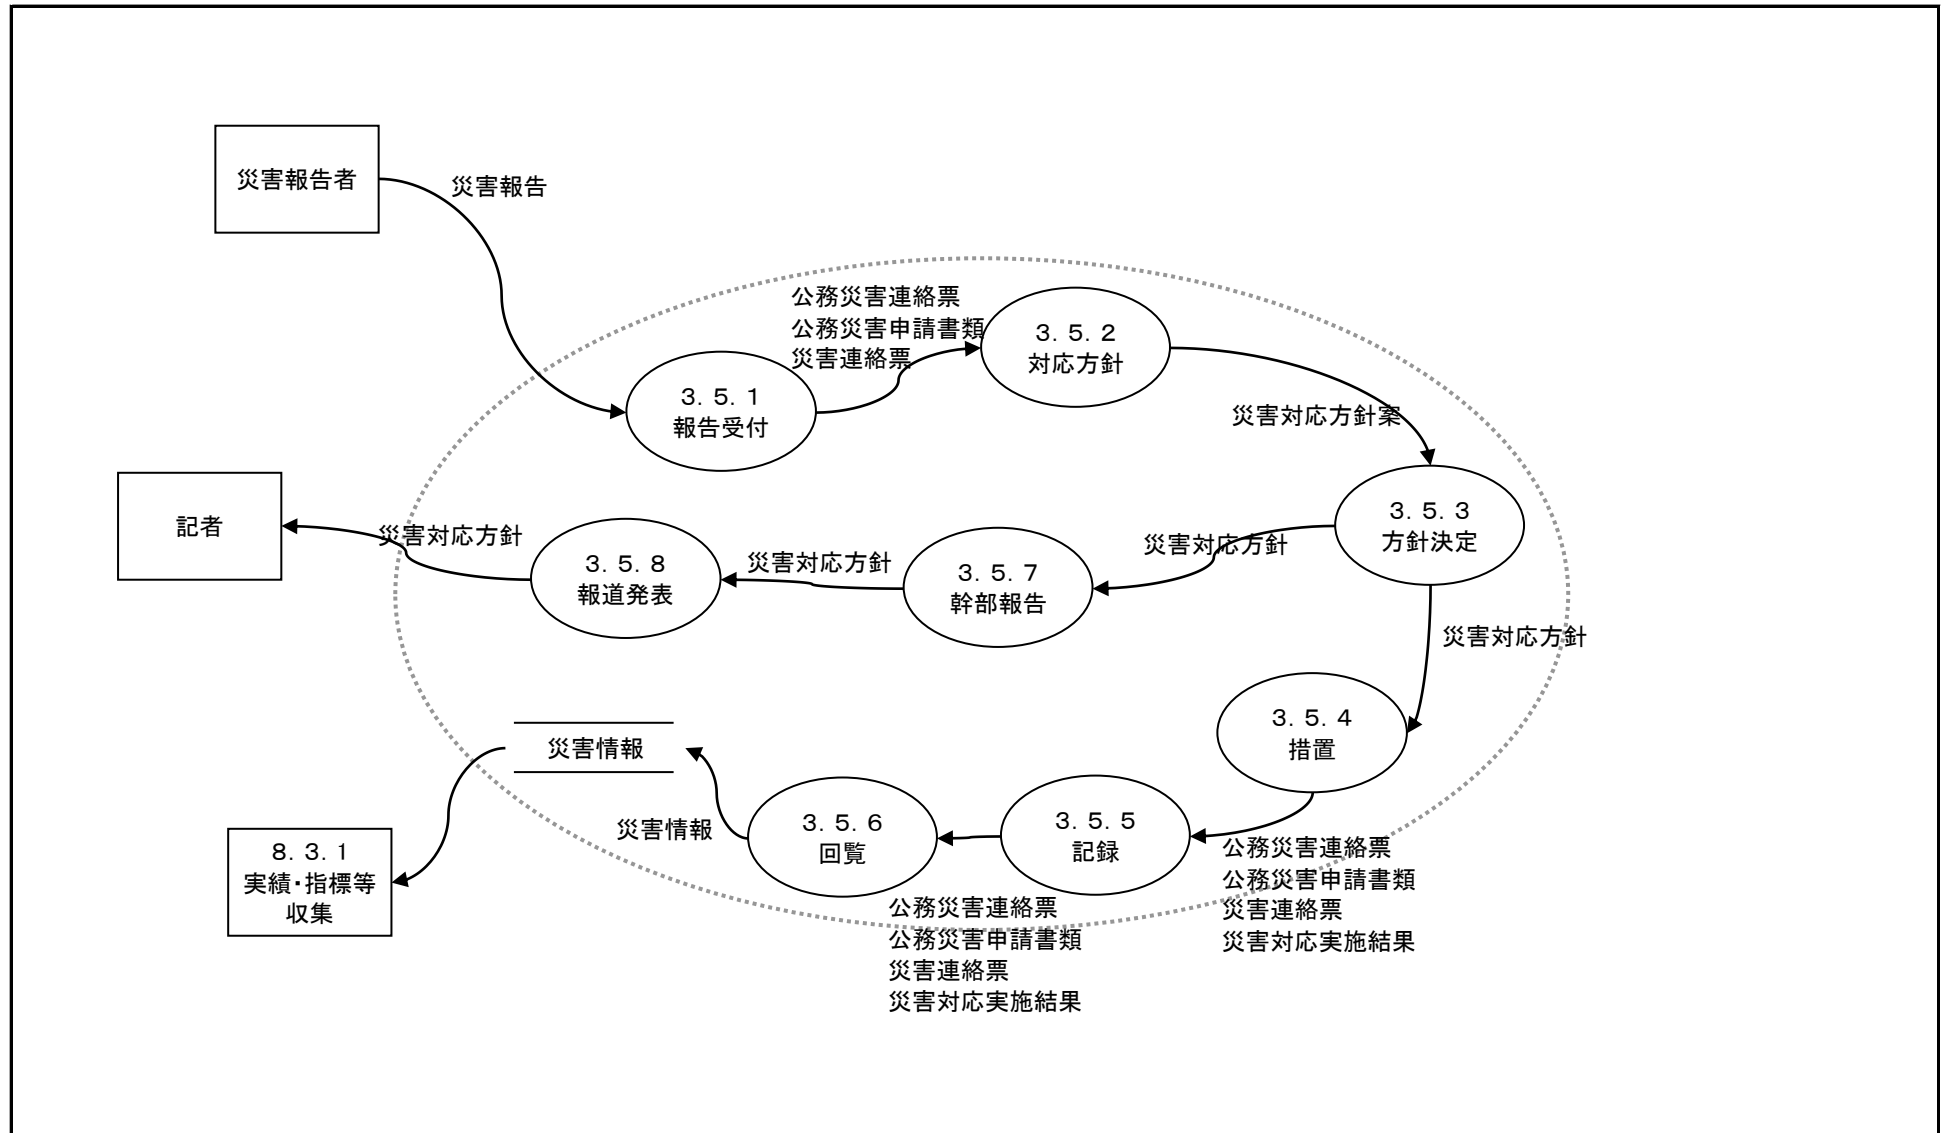 災害報告者
災害報告
公務災害連絡票
公務災害申請書類
災害連絡票
３．５．１
報告受付
３．５．２
対応方針
災害対応方針案
３．５．３
方針決定
災害対応方針
３．５．７
幹部報告
災害対応方針
３．５．８
報道発表
災害対応方針
記者
災害対応方針
３．５．４
措置
公務災害連絡票
公務災害申請書類
災害連絡票
災害対応実施結果
３．５．５
記録
公務災害連絡票
公務災害申請書類
災害連絡票
災害対応実施結果
３．５．６
回覧
災害情報
災害情報
８．３．１
実績・指標等
収集